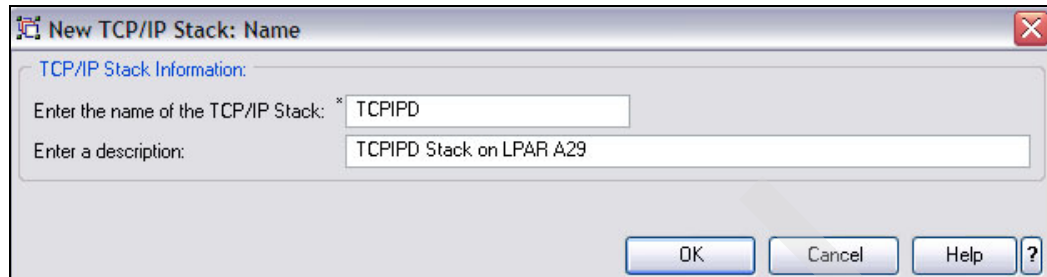 New TCP/IP Stack: Name
TCP/IP Stack Information:
Enter the name of the TCP/IP Stack: * TCPIPD
Enter a description: TCPIPD Stack on LPAR A29
OK Cancel Help ?